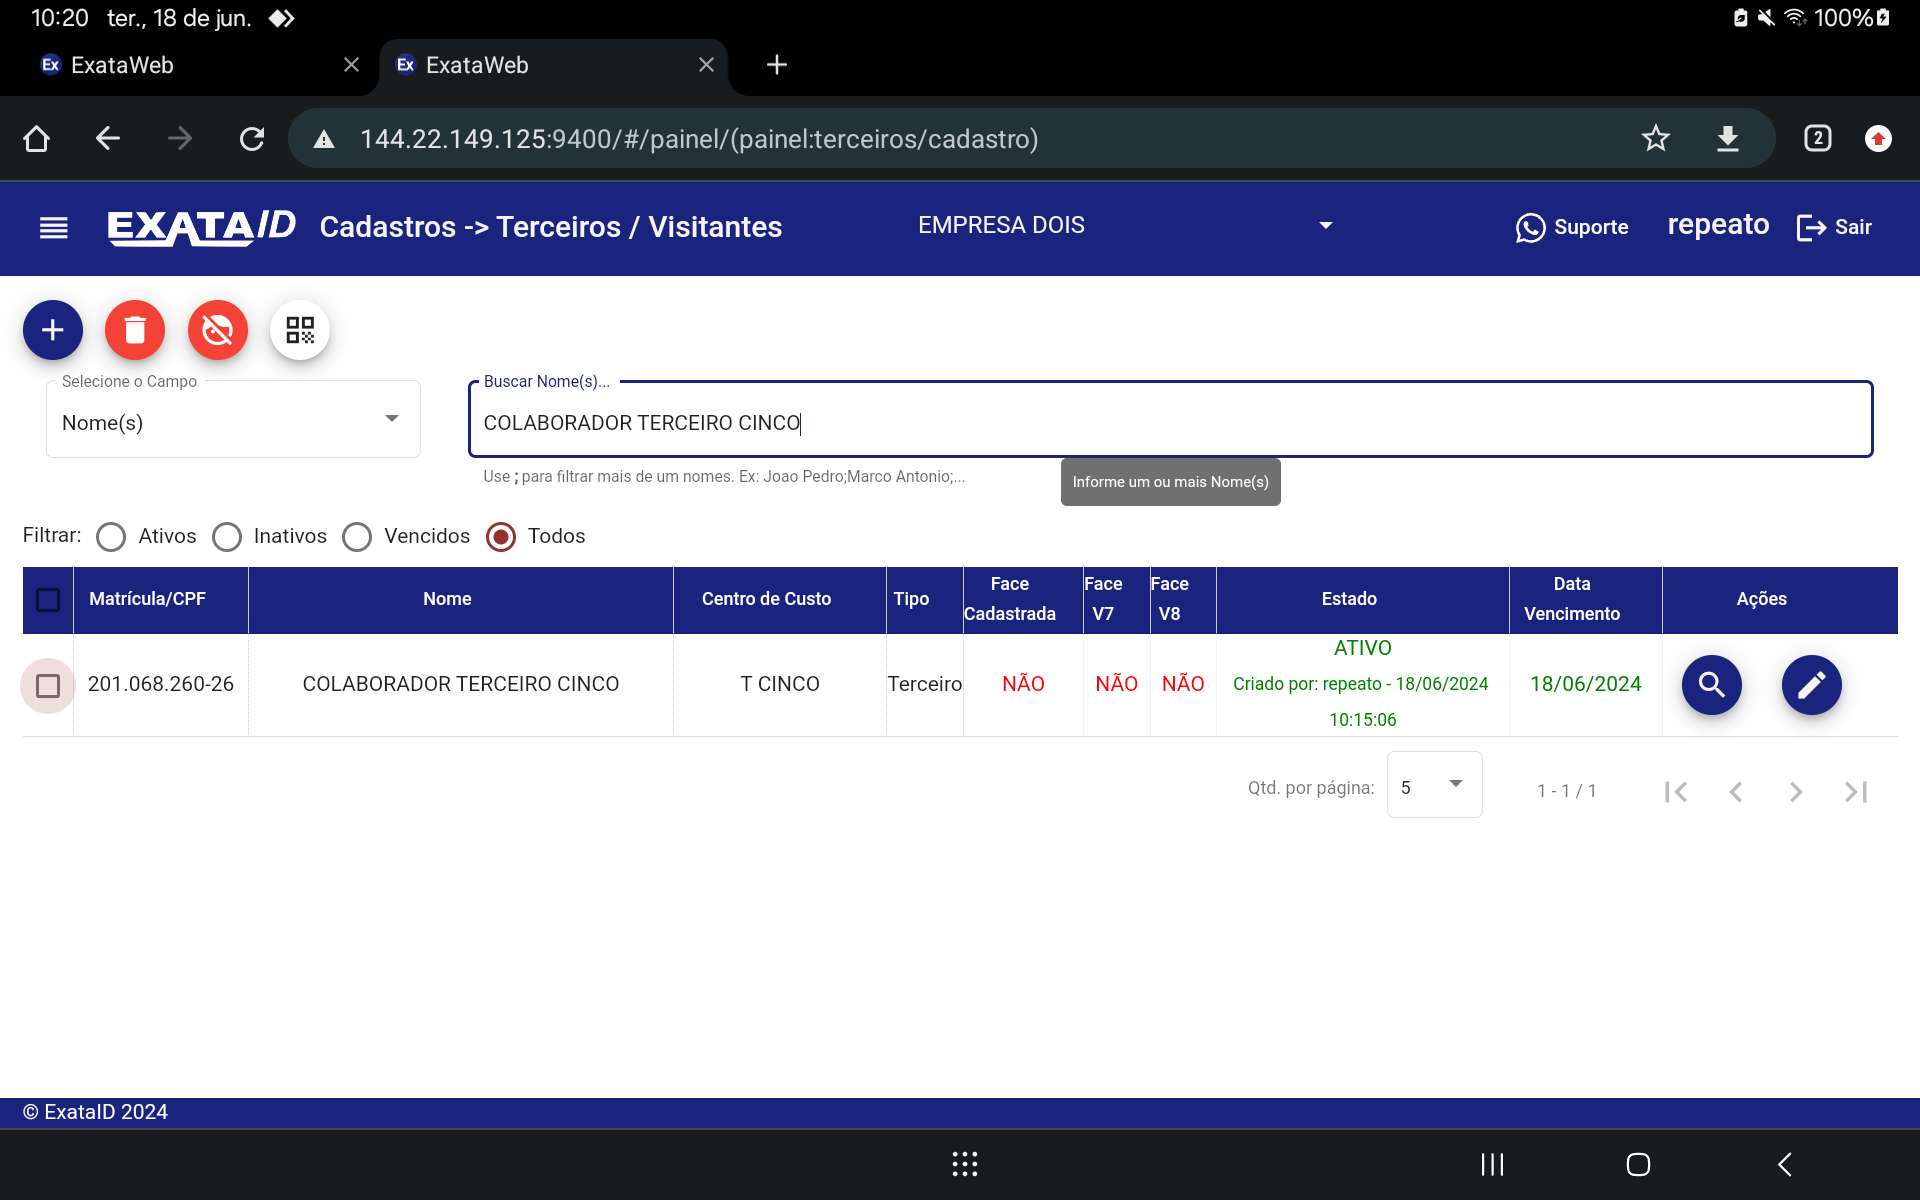 10:20 ter., 18 de jun. 100%
Ex ExataWeb Ex ExataWeb
144.22.149.125:9400/#/painel/(painel:terceiros/cadastro) 2
EXATAID Cadastros -> Terceiros / Visitantes EMPRESA DOIS Suporte repeato Sair
Selecione o Campo Buscar Nome(s)...
Nome(s) COLABORADOR TERCEIRO CINCO
Use ; para filtrar mais de um nomes. Ex: Joao Pedro;Marco Antonio;...
Informe um ou mais Nome(s)
Filtrar: Ativos Inativos Vencidos Todos
Matrícula/CPF Nome Centro de Custo Tipo Face Cadastrada Face V7 Face V8 Estado Data Vencimento Ações
201.068.260-26 COLABORADOR TERCEIRO CINCO T CINCO Terceiro NÃO NÃO NÃO ATIVO
Criado por: repeato - 18/06/2024
10:15:06
18/06/2024
Qtd. por página: 5 1 - 1 / 1
© ExataID 2024